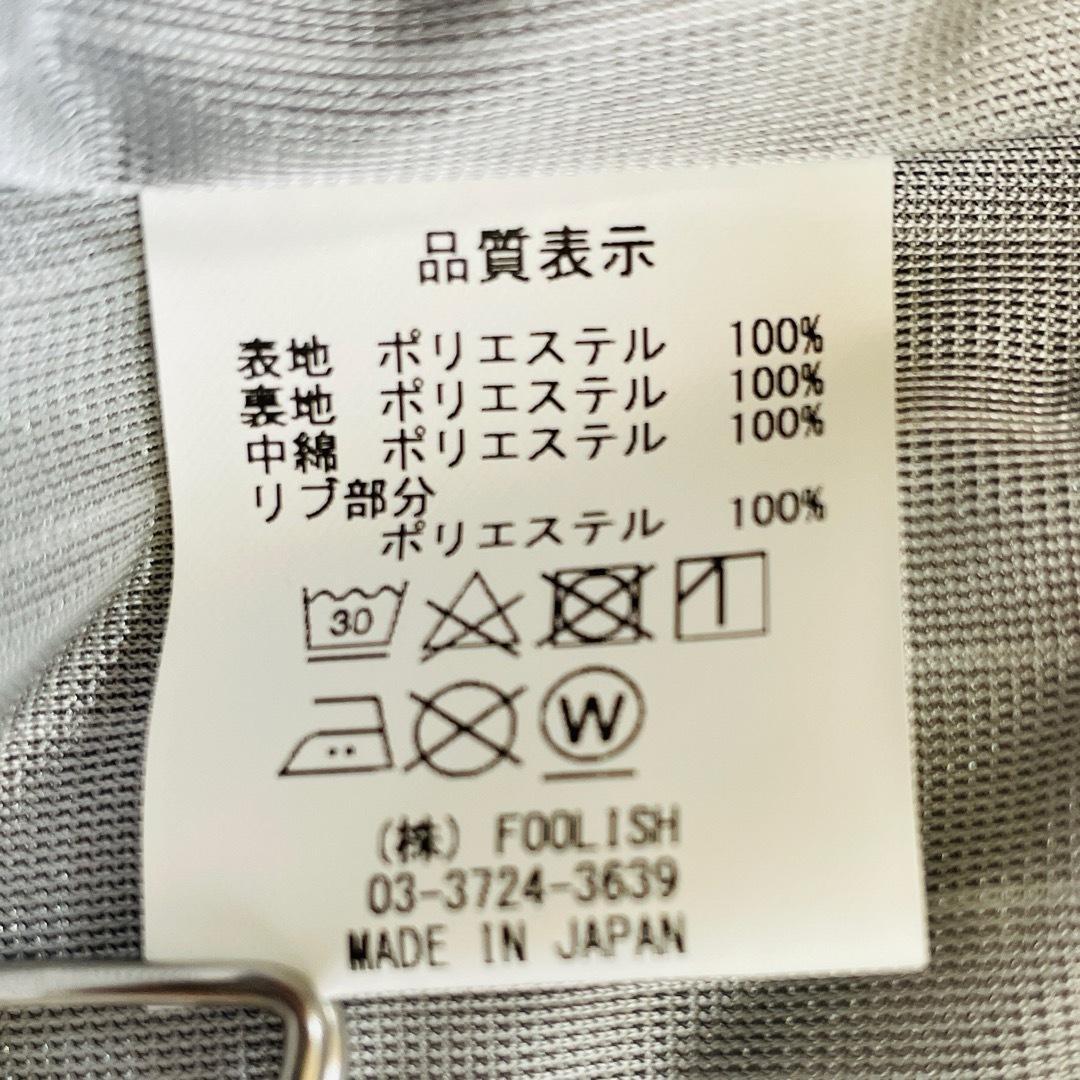 品質表示
表地 ポリエステル 100%
裏地 ポリエステル 100%
中綿 ポリエステル 100%
リブ部分
ポリエステル 100%
30
W
(株) FOOLISH
03-3724-3639
MADE IN JAPAN